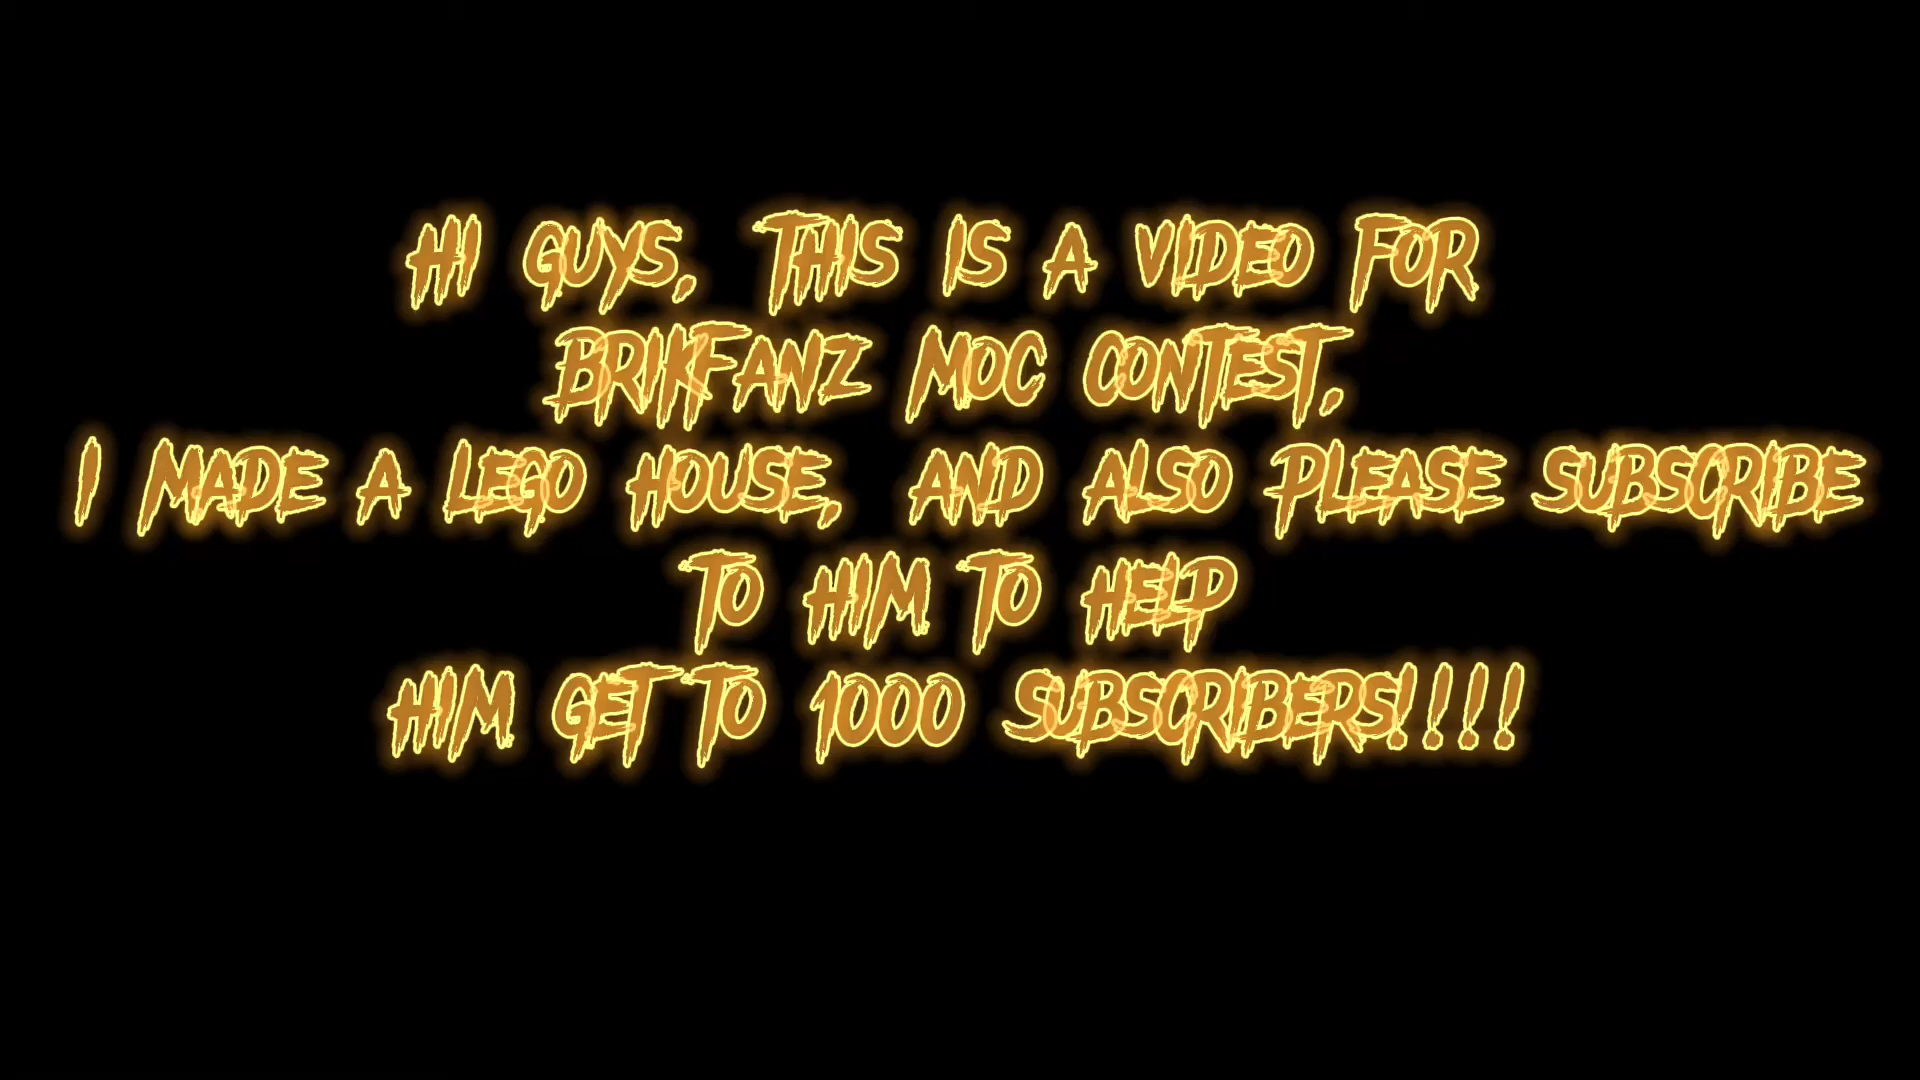 HI GUYS, THIS IS A VIDEO FOR
BRIKFANZ MOC CONTEST,
I MADE A LEGO HOUSE, AND ALSO PLEASE SUBSCRIBE
TO HIM TO HELP
HIM GET TO 1000 SUBSCRIBERS!!!!